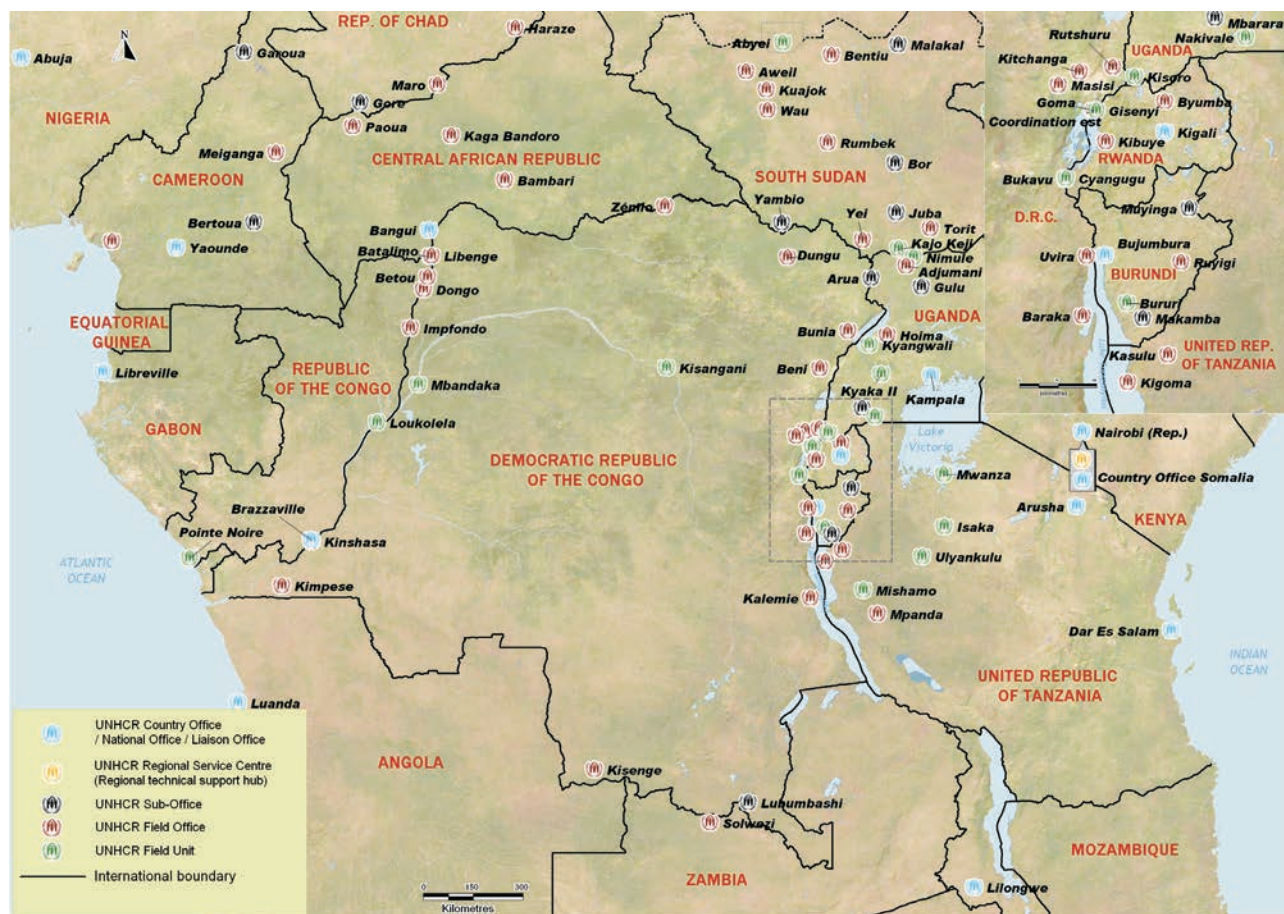 REP. OF CHAD
Haraze
N
Abuja
Garoua
Abyei
Bentiu
Malakal
Aweil
Kuajok
Wau
Maro
Gore
Paoua
NIGERIA
Kaga Bandoro
CENTRAL AFRICAN REPUBLIC
Meiganga
CAMEROON
Bambari
Rumbek
SOUTH SUDAN
Bor
Bertoua
Yaounde
Bangui
Zémio
Yambio
Yei
Juba
Torit
Kajo Keji
Nimule
Adjumani
Gulu
Batalimo
Libenge
Betou
Dongo
Dungu
Arua
UGANDA
EQUATORIAL
GUINEA
Impfondo
Bunia
Hoima
Kyangwali
REPUBLIC
OF THE CONGO
Libreville
Mbandaka
Kisangani
Beni
Kyaka II
Kampala
GABON
Loukolela
Lake
Victoria
Nairobi (Rep.)
DEMOCRATIC REPUBLIC
OF THE CONGO
Mwanza
Country Office Somalia
Arusha
KENYA
Brazzaville
Pointe Noire
Kinshasa
Isaka
Ulyankulu
ATLANTIC
OCEAN
Kimpese
Kalemie
Mishamo
Mpanda
Dar Es Salam
INDIAN
OCEAN
UNITED REPUBLIC
OF TANZANIA
Luanda
ANGOLA
Kisenge
Lubumbashi
Solwezi
ZAMBIA
MOZAMBIQUE
Lilongwe
Mbarara
Nakivale
Rutshuru
UGANDA
Kitchanga
Kisoro
Masisi
Goma
Gisenyi
Byumba
Coordination est
Kigali
Kibuye
RWANDA
Bukavu
Cyangugu
D.R.C.
Muyinga
Uvira
Bujumbura
BURUNDI
Ruyigi
Bururi
Baraka
Makamba
UNITED REP.
OF TANZANIA
Kasulu
Kigoma
UNHCR Country Office
/ National Office / Liaison Office
UNHCR Regional Service Centre
(Regional technical support hub)
UNHCR Sub-Office
UNHCR Field Office
UNHCR Field Unit
International boundary
0 150 300
Kilometres